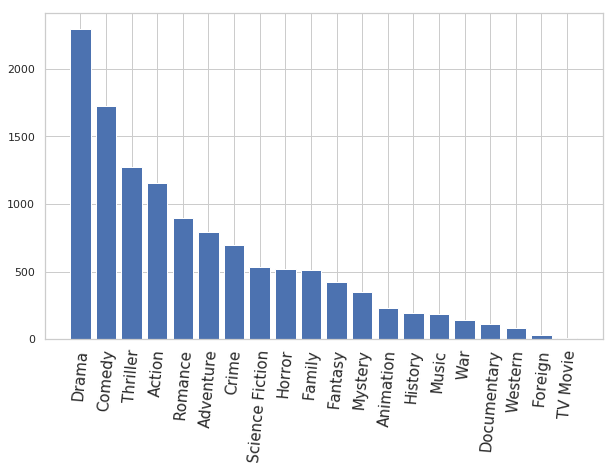 2000
1500
1000
500
0
Drama
Comedy
Thriller
Action
Romance
Adventure
Crime
Science Fiction
Horror
Family
Fantasy
Mystery
Animation
History
Music
War
Documentary
Western
Foreign
TV Movie